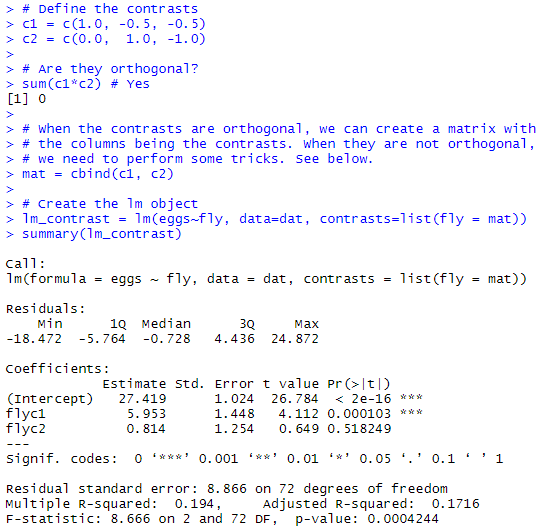 > # Define the contrasts
> c1 = c(1.0, -0.5, -0.5)
> c2 = c(0.0,  1.0, -1.0)
>
> # Are they orthogonal?
> sum(c1*c2) # Yes
[1] 0
>
> # When the contrasts are orthogonal, we can create a matrix with
> # the columns being the contrasts. When they are not orthogonal,
> # we need to perform some tricks. See below.
> mat = cbind(c1, c2)
>
> # Create the lm object
> lm_contrast = lm(eggs~fly, data=dat, contrasts=list(fly = mat))
> summary(lm_contrast)

Call:
lm(formula = eggs ~ fly, data = dat, contrasts = list(fly = mat))

Residuals:
    Min      1Q  Median      3Q     Max
-18.472  -5.764  -0.728   4.436  24.872

Coefficients:
            Estimate Std. Error t value Pr(>|t|)
(Intercept)   27.419      1.024  26.784  < 2e-16 ***
flyc1          5.953      1.448   4.112 0.000103 ***
flyc2          0.814      1.254   0.649 0.518249
---
Signif. codes:  0 ‘***’ 0.001 ‘**’ 0.01 ‘*’ 0.05 ‘.’ 0.1 ‘ ’ 1

Residual standard error: 8.866 on 72 degrees of freedom
Multiple R-squared:  0.194,     Adjusted R-squared:  0.1716
F-statistic: 8.666 on 2 and 72 DF,  p-value: 0.0004244